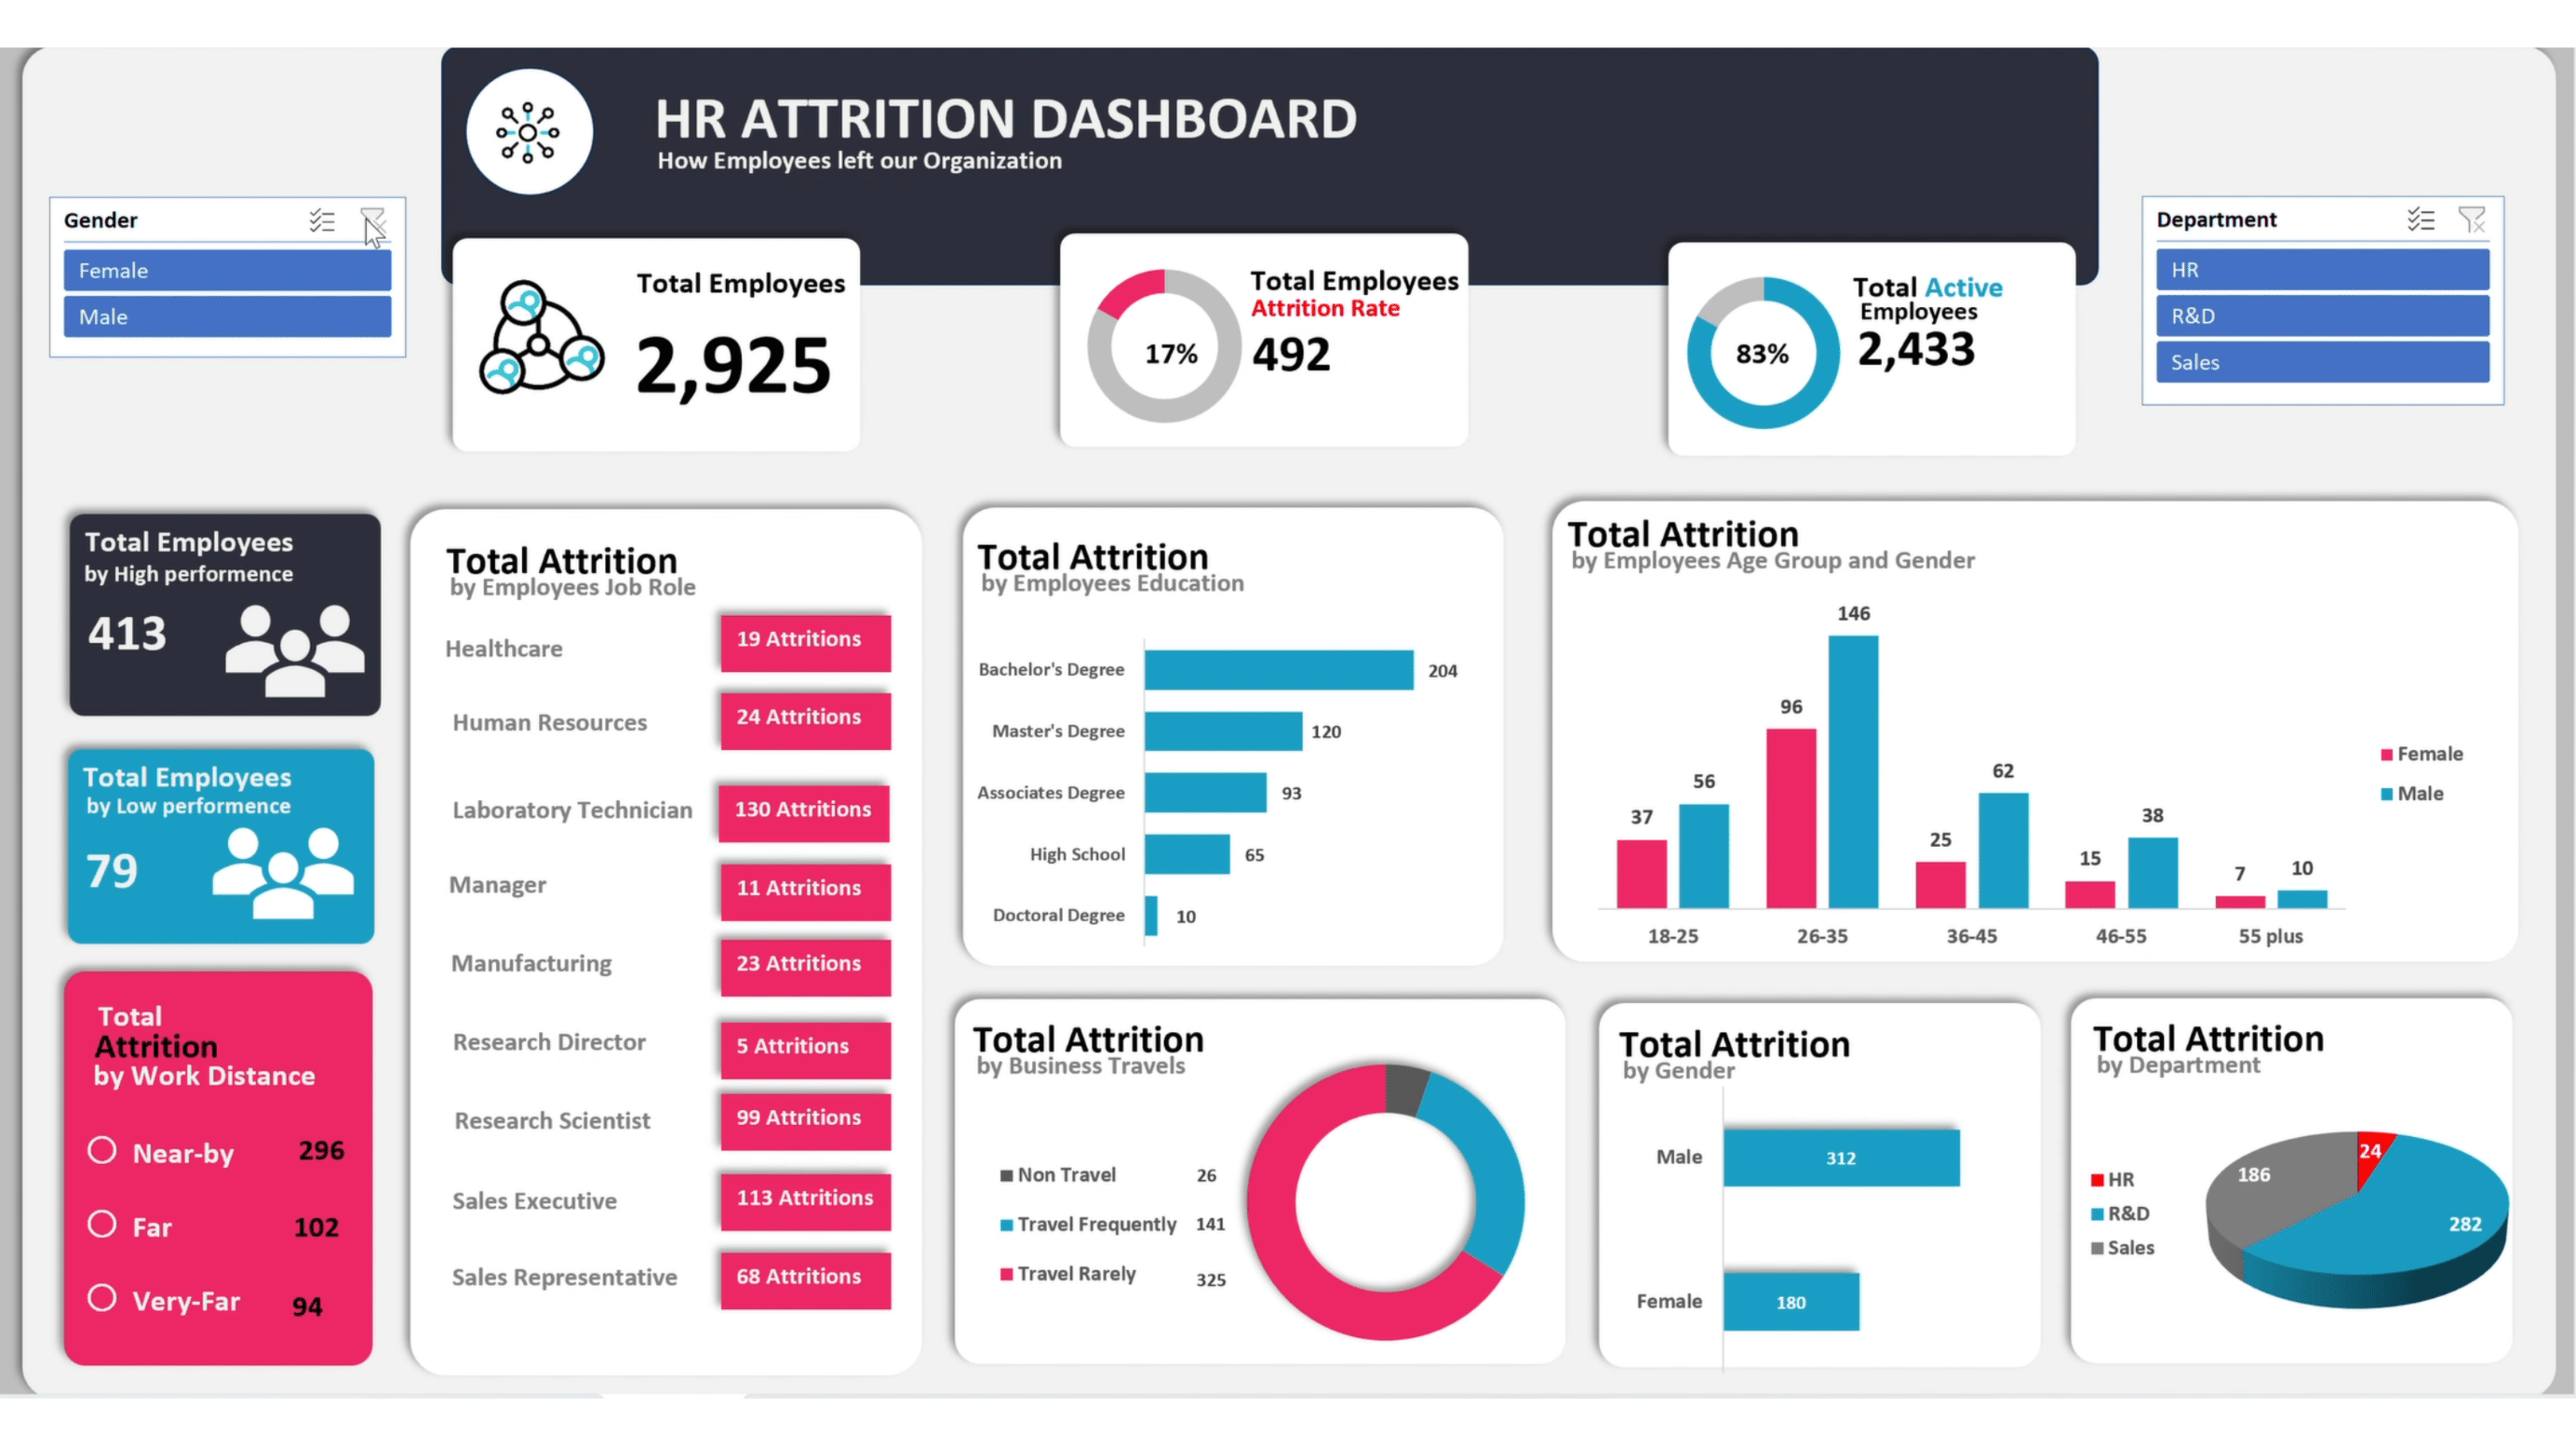 HR ATTRITION DASHBOARD
How Employees left our Organization
Gender
Female
Male
Total Employees
2,925
17%
Total Employees
Attrition Rate
492
83%
Total Active
Employees
2,433
Department
HR
R&D
Sales
Total Employees
by High performence
413
Total Employees
by Low performence
79
Total
Attrition
by Work Distance
Near-by 296
Far 102
Very-Far 94
Total Attrition
by Employees Job Role
Healthcare 19 Attritions
Human Resources 24 Attritions
Laboratory Technician 130 Attritions
Manager 11 Attritions
Manufacturing 23 Attritions
Research Director 5 Attritions
Research Scientist 99 Attritions
Sales Executive 113 Attritions
Sales Representative 68 Attritions
Total Attrition
by Employees Education
Bachelor's Degree 204
Master's Degree 120
Associates Degree 93
High School 65
Doctoral Degree 10
Total Attrition
by Employees Age Group and Gender
37 56 96 146 25 62 15 38 7 10
18-25 26-35 36-45 46-55 55 plus
Female
Male
Total Attrition
by Business Travels
Non Travel 26
Travel Frequently 141
Travel Rarely 325
Total Attrition
by Gender
Male 312
Female 180
Total Attrition
by Department
HR
R&D
Sales
186
24
282